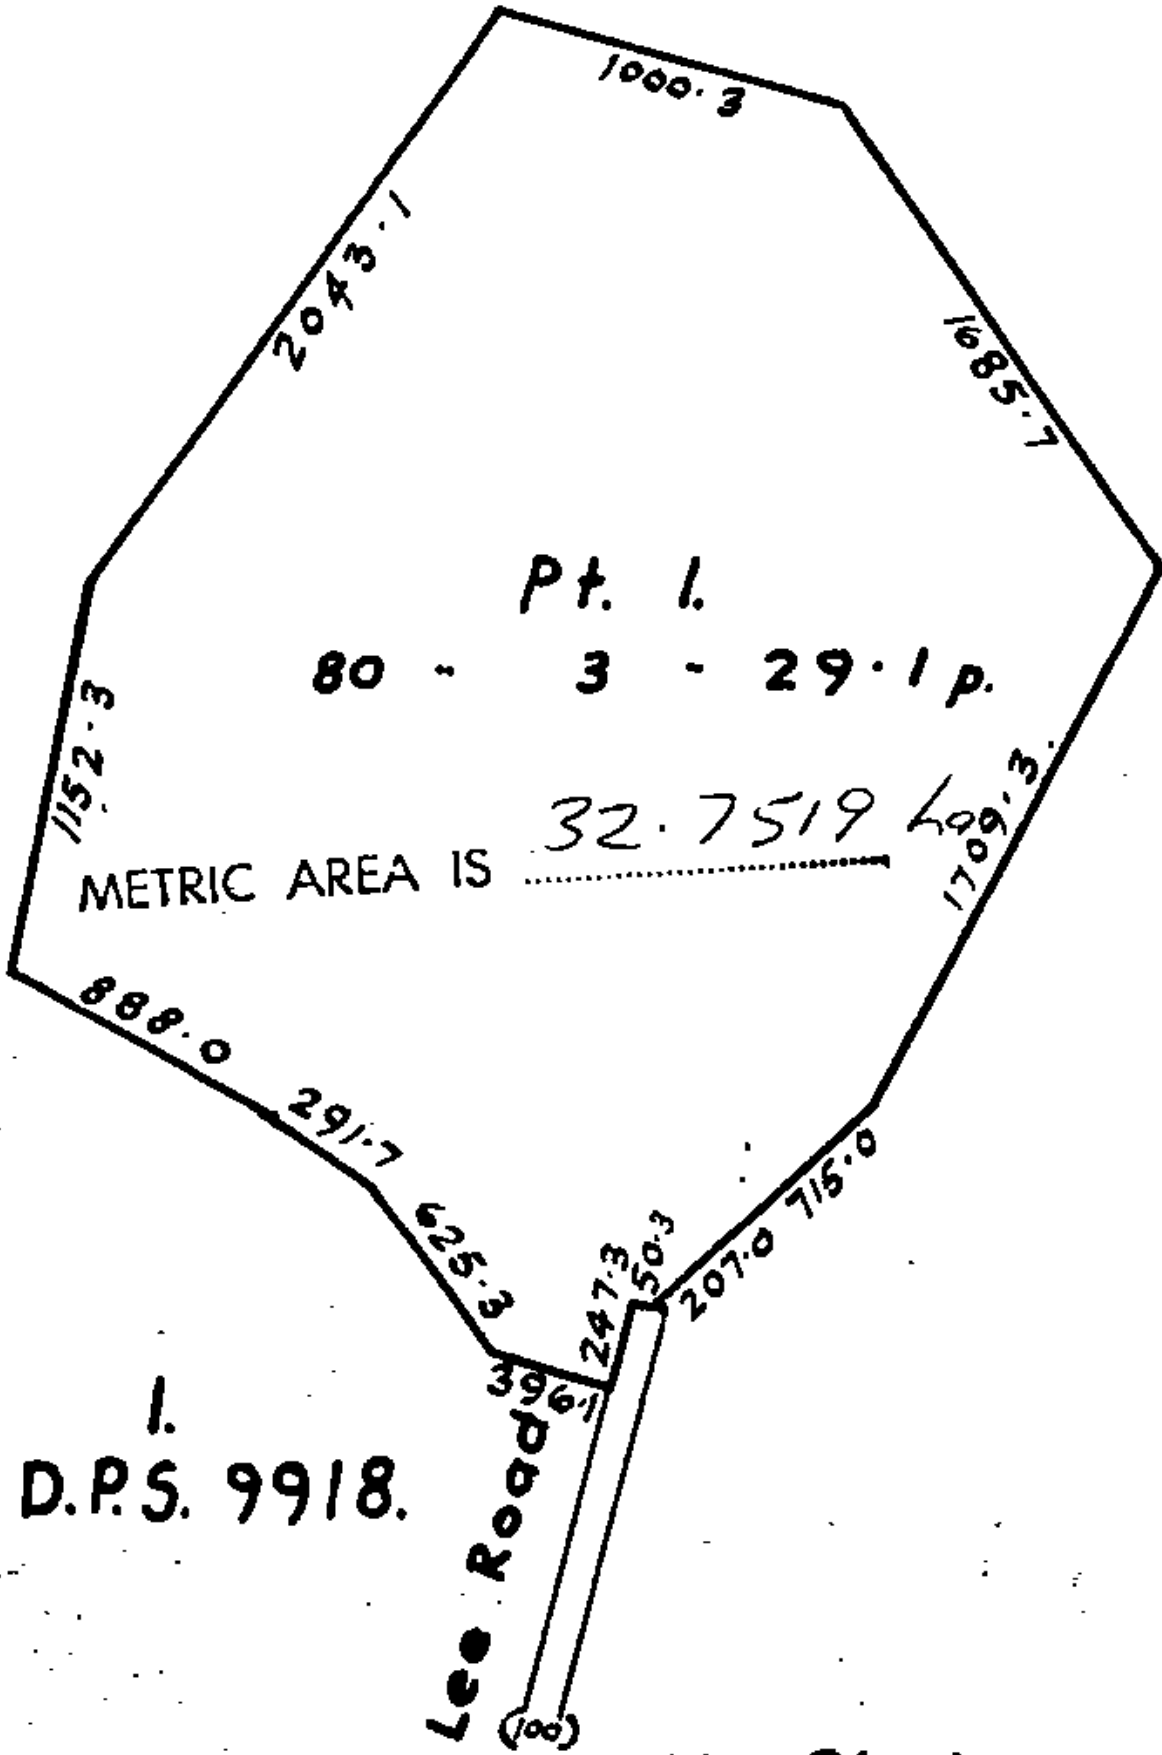 1000.3
2043.1
1685.7
Pt. 1.
80 - 3 - 29.1 p.
1152.3
32.7519 ha
METRIC AREA IS
1709.3
888.0
291.7
715.0
625.3
207.0
50.3
247.3
396.1
1.
D.P.S. 9918.
Lee Road
(100)